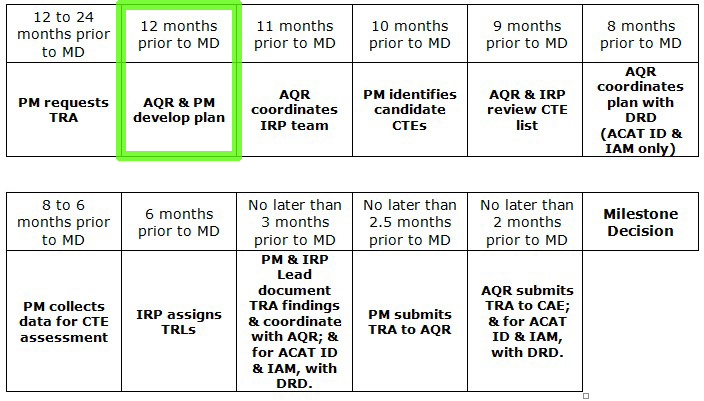 12 to 24
months prior
to MD
12 months
prior to MD
11 months
prior to MD
10 months
prior to MD
9 months
prior to MD
8 months
prior to MD
PM requests
TRA
AQR & PM
develop plan
AQR
coordinates
IRP team
PM identifies
candidate
CTEs
AQR & IRP
review CTE
list
AQR
coordinates
plan with
DRD
(ACAT ID &
IAM only)
8 to 6
months prior
to MD
6 months
prior to MD
No later than
3 months
prior to MD
No later than
2.5 months
prior to MD
No later than
2 months
prior to MD
Milestone
Decision
PM collects
data for CTE
assessment
IRP assigns
TRLs
PM & IRP
Lead
document
TRA findings
& coordinate
with AQR; &
for ACAT ID
& IAM, with
DRD.
PM submits
TRA to AQR
AQR submits
TRA to CAE;
& for ACAT
ID & IAM,
with DRD.